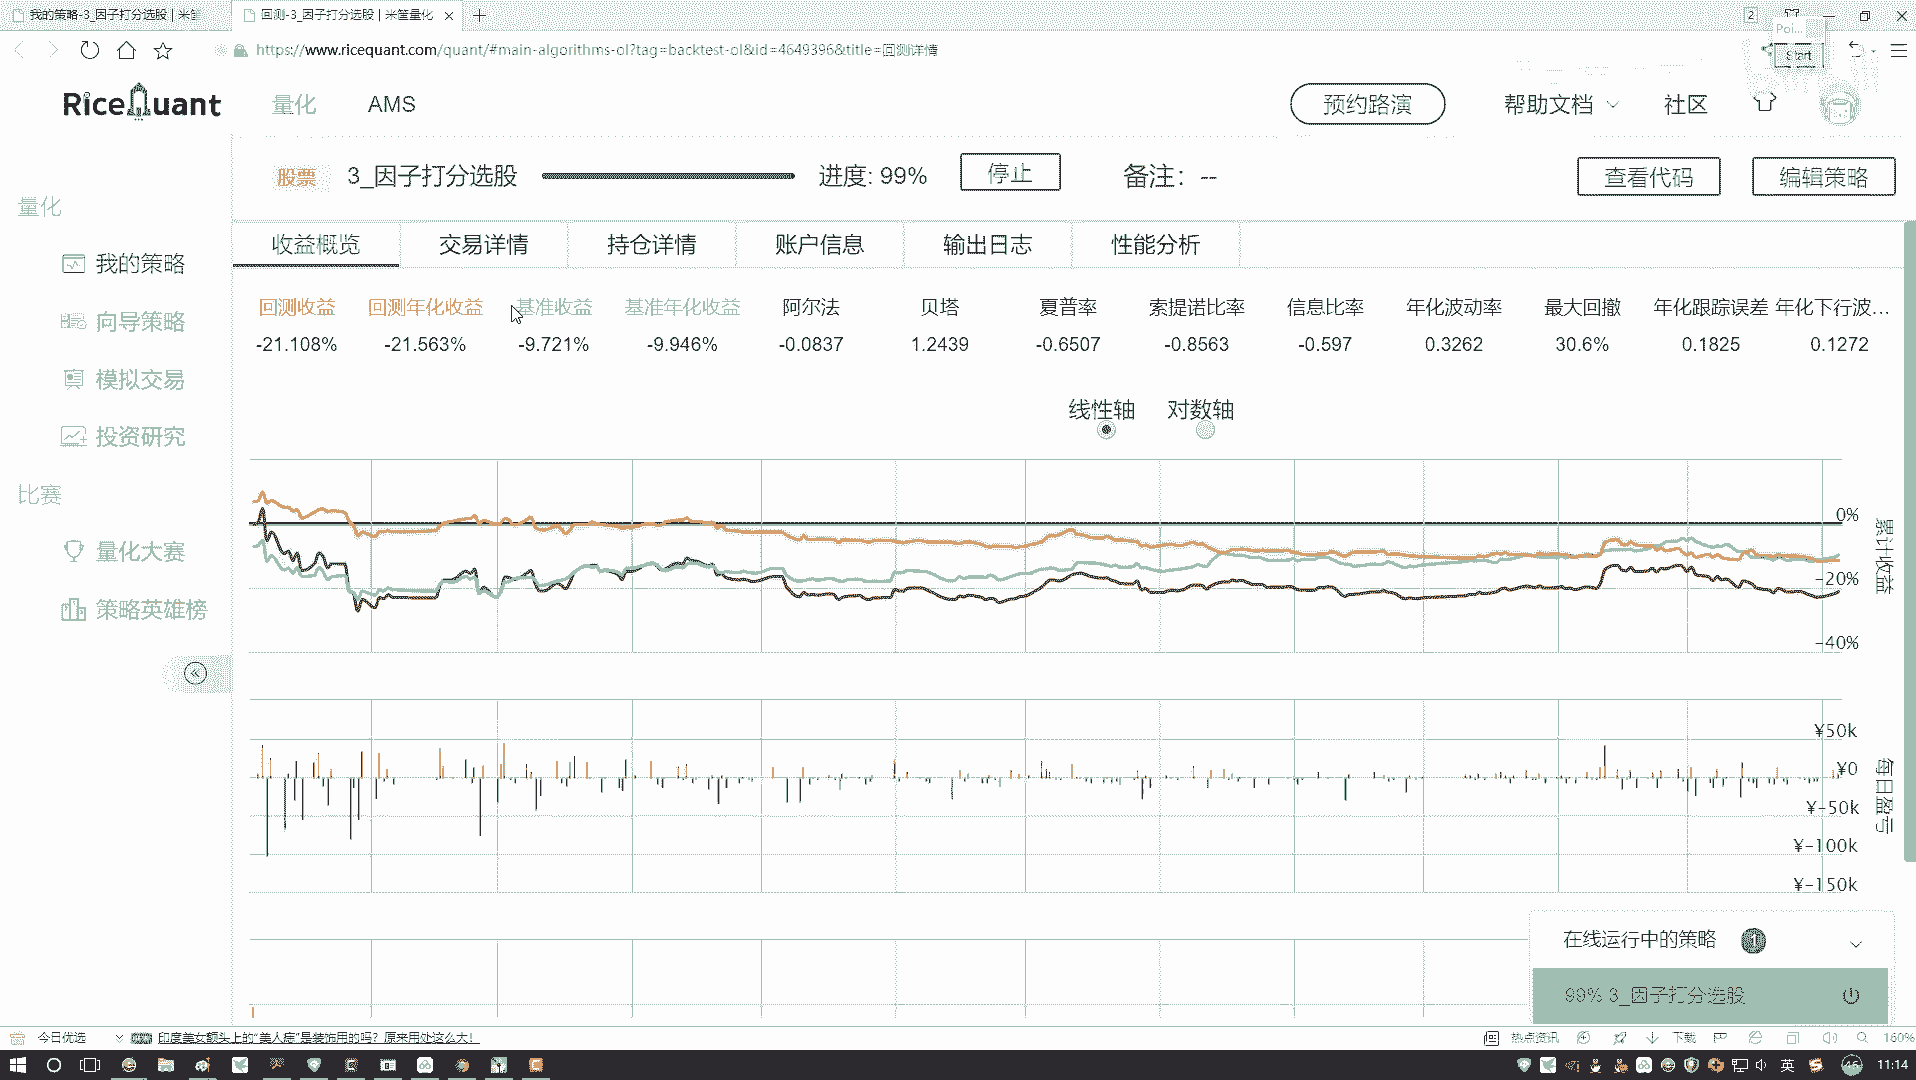 我的策略-3_因子打分选股 | 米筐
回测-3_因子打分选股 | 米筐量化
2
https://www.ricequant.com/quant/#main-algorithms-ol?tag=backtest-ol&id=4649396&title=回测详情
Poi...
Start
RiceQuant
量化
AMS
预约路演
帮助文档
社区
股票
3_因子打分选股
进度: 99%
停止
备注: --
查看代码
编辑策略
量化
我的策略
向导策略
模拟交易
投资研究
比赛
量化大赛
策略英雄榜
收益概览
交易详情
持仓详情
账户信息
输出日志
性能分析
回测收益 回测年化收益 基准收益 基准年化收益 阿尔法 贝塔 夏普率 索提诺比率 信息比率 年化波动率 最大回撤 年化跟踪误差 年化下行波...
-21.108% -21.563% -9.721% -9.946% -0.0837 1.2439 -0.6507 -0.8563 -0.597 0.3262 30.6% 0.1825 0.1272
线性轴 对数轴
0%
-20%
-40%
累计收益
¥50k
¥0
¥-50k
¥-100k
¥-150k
每日盈亏
在线运行中的策略 1
99% 3_因子打分选股
今日优选
印度美女额头上的“美人痣”是装饰用的吗？原来用处这么大！
热点资讯
下载
160%
英
46
11:14